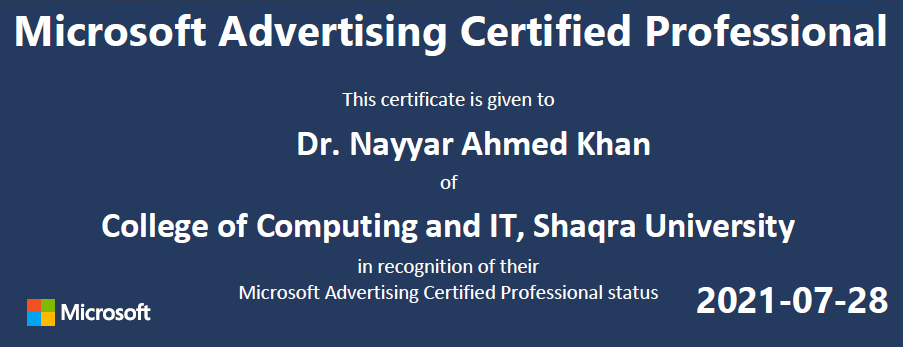 Microsoft Advertising Certified Professional
This certificate is given to
Dr. Nayyar Ahmed Khan
of
College of Computing and IT, Shaqra University
in recognition of their
Microsoft Advertising Certified Professional status
2021-07-28
Microsoft